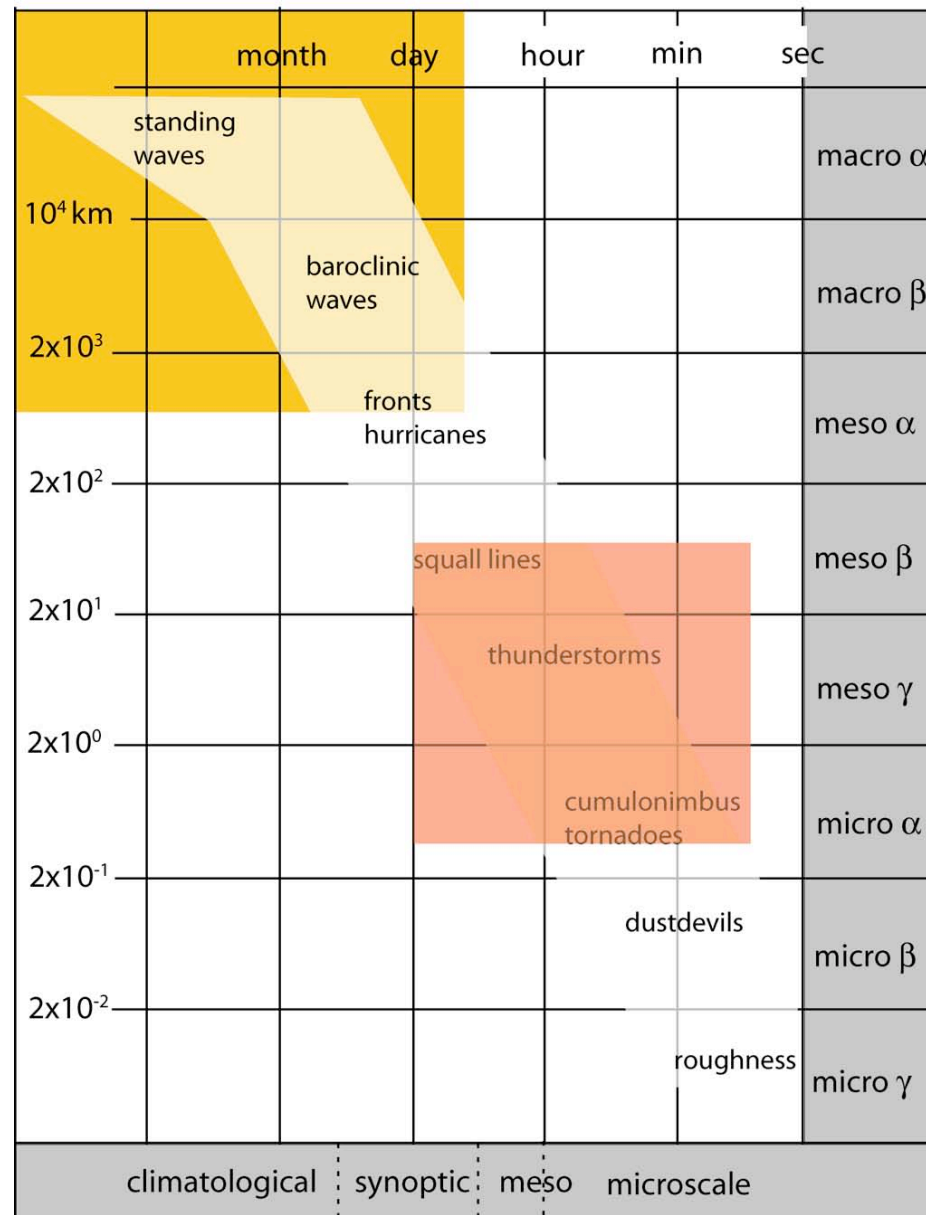 month day hour min sec
standing
waves
macro α
10⁴ km
baroclinic
waves
macro β
2x10³
fronts
hurricanes
meso α
2x10²
squall lines
meso β
2x10¹
thunderstorms
meso γ
2x10⁰
cumulonimbus
tornadoes
micro α
2x10⁻¹
dustdevils
micro β
2x10⁻²
roughness
micro γ
climatological synoptic meso microscale